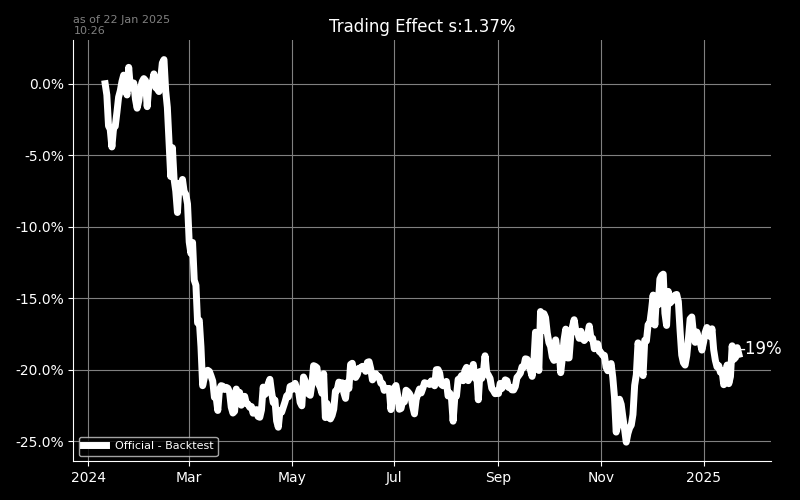 as of 22 Jan 2025
10:26
Trading Effect s:1.37%
0.0%
-5.0%
-10.0%
-15.0%
-20.0%
-25.0%
-19%
Official - Backtest
2024
Mar
May
Jul
Sep
Nov
2025